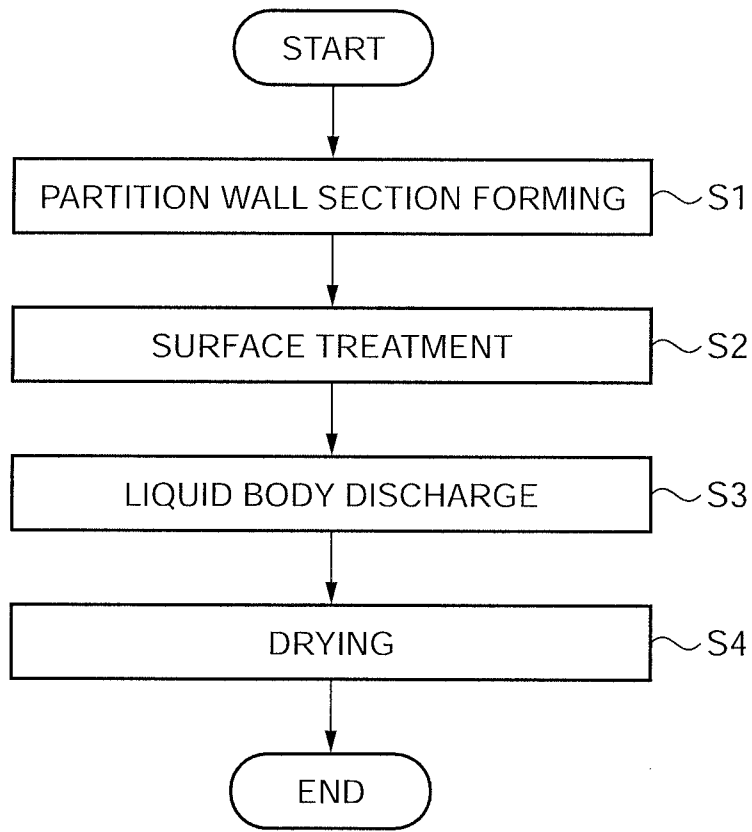 START
PARTITION WALL SECTION FORMING S1
SURFACE TREATMENT S2
LIQUID BODY DISCHARGE S3
DRYING S4
END